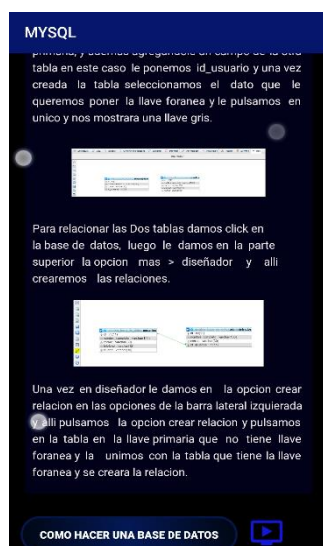 MYSQL
primaria, y ademas agregandole un campo de la otra
tabla en este caso le ponemos id_usuario y una vez
creada la tabla seleccionamos el dato que le
queremos poner la llave foranea y le pulsamos en
unico y nos mostrara una llave gris.
Para relacionar las Dos tablas damos click en
la base de datos, luego le damos en la parte
superior la opcion mas > diseñador y alli
crearemos las relaciones.
Una vez en diseñador le damos en la opcion crear
relacion en las opciones de la barra lateral izquierada
y alli pulsamos la opcion crear relacion y pulsamos
en la tabla en la llave primaria que no tiene llave
foranea y la unimos con la tabla que tiene la llave
foranea y se creara la relacion.
COMO HACER UNA BASE DE DATOS